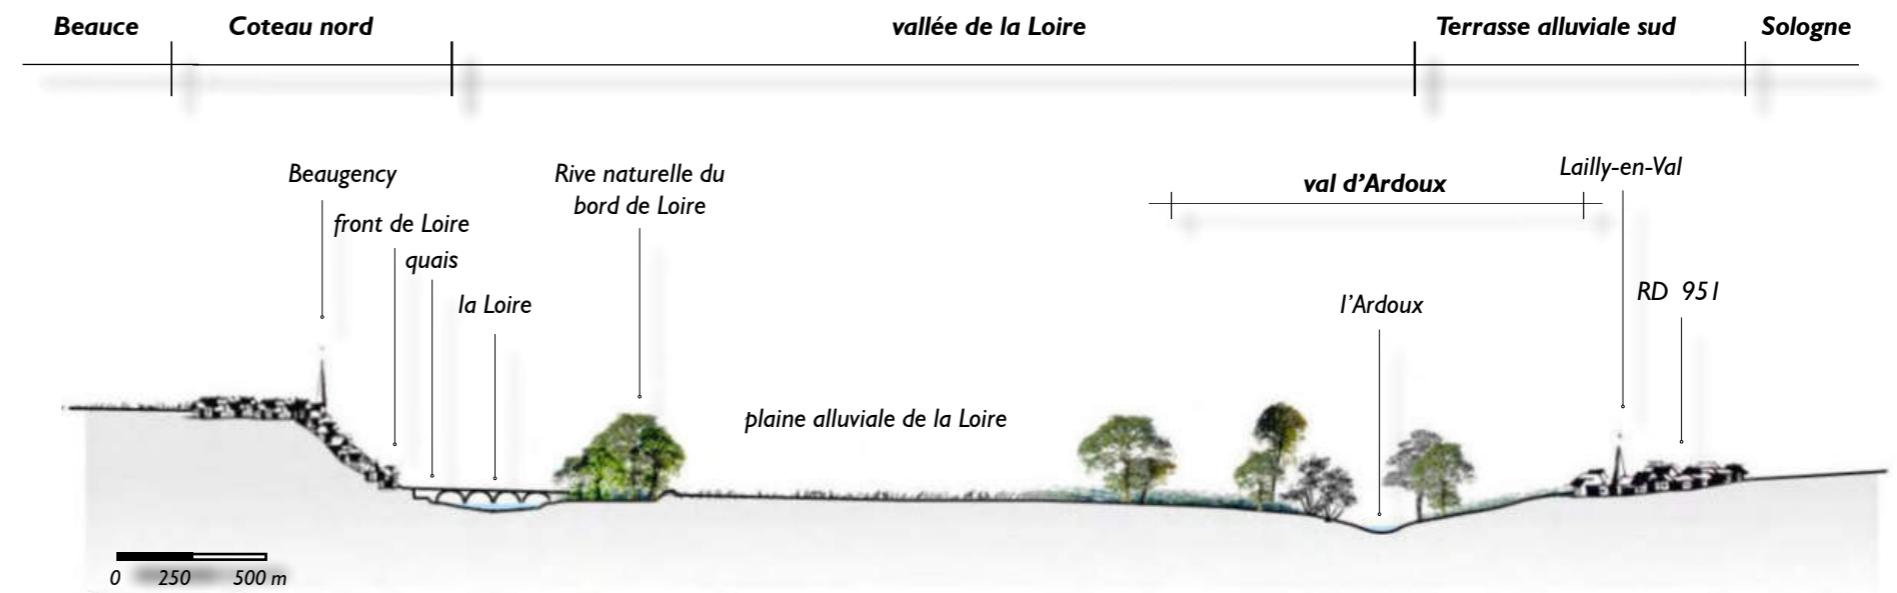 Beauce
Coteau nord
vallée de la Loire
Terrasse alluviale sud
Sologne
Beaugency
front de Loire
quais
la Loire
Rive naturelle du
bord de Loire
val d’Ardoux
Lailly-en-Val
l’Ardoux
RD 951
plaine alluviale de la Loire
0 250 500 m